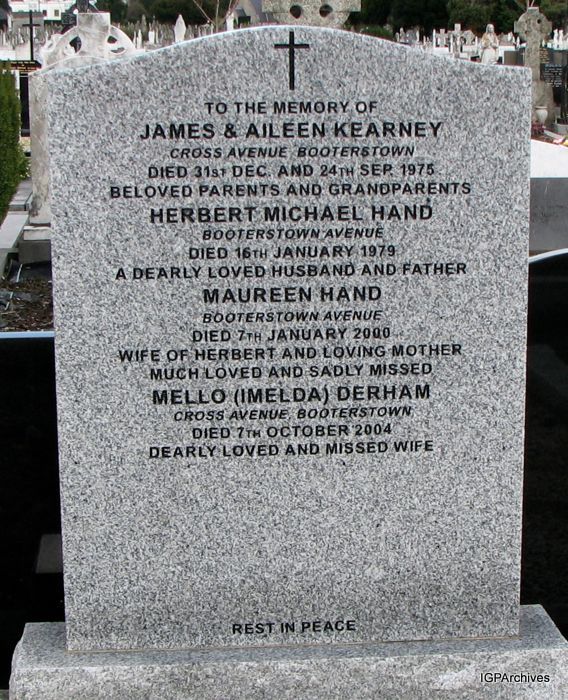 TO THE MEMORY OF
JAMES & AILEEN KEARNEY
CROSS AVENUE BOOTERSTOWN
DIED 31ST DEC. AND 24TH SEP. 1975
BELOVED PARENTS AND GRANDPARENTS
HERBERT MICHAEL HAND
BOOTERSTOWN AVENUE
DIED 16TH JANUARY 1979
A DEARLY LOVED HUSBAND AND FATHER
MAUREEN HAND
BOOTERSTOWN AVENUE
DIED 7TH JANUARY 2000
WIFE OF HERBERT AND LOVING MOTHER
MUCH LOVED AND SADLY MISSED
MELLO (IMELDA) DERHAM
CROSS AVENUE, BOOTERSTOWN
DIED 7TH OCTOBER 2004
DEARLY LOVED AND MISSED WIFE
REST IN PEACE
IGPArchives